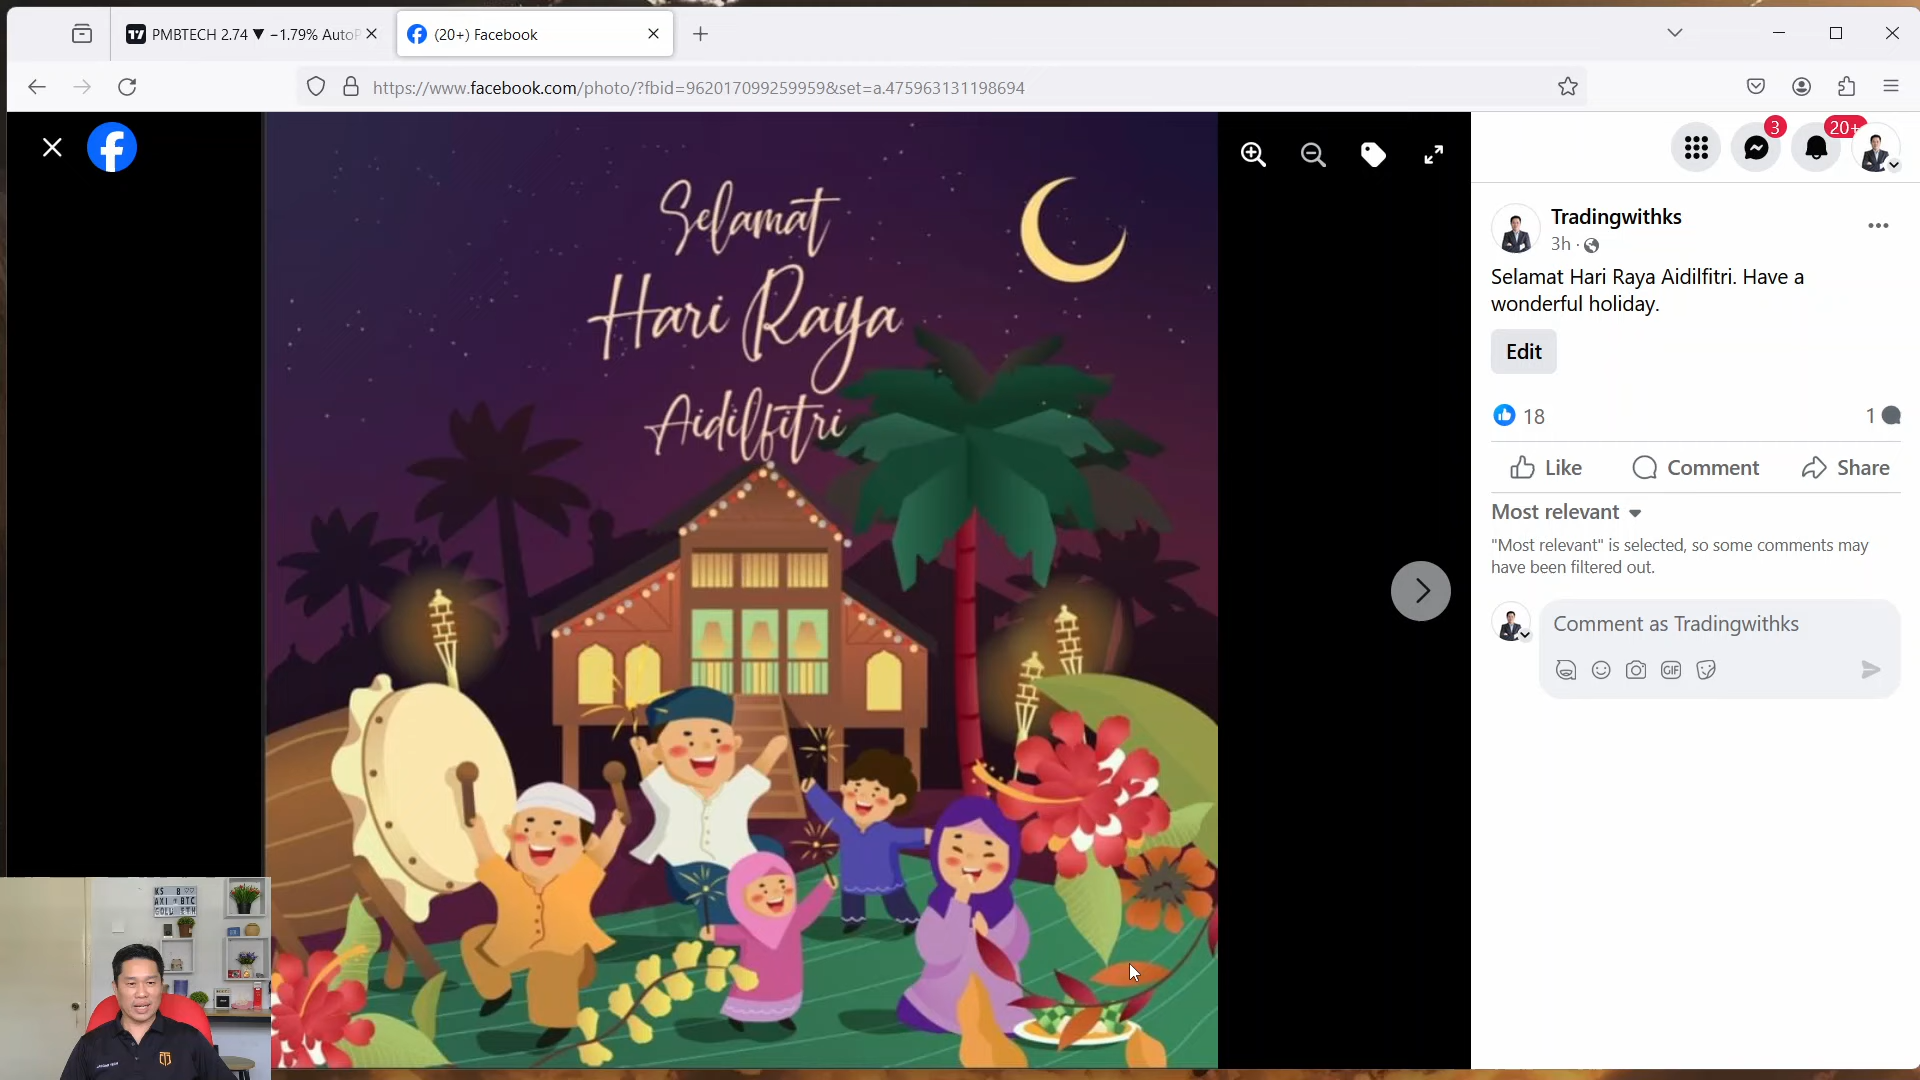 PMBTECH 2.74 ▼ −1.79% AutoP
(20+) Facebook
https://www.facebook.com/photo/?fbid=962017099259959&set=a.475963131198694
Selamat
Hari Raya
Aidilfitri
3
20+
Tradingwithks
3h ·
Selamat Hari Raya Aidilfitri. Have a
wonderful holiday.
Edit
18
1
Like
Comment
Share
Most relevant
"Most relevant" is selected, so some comments may
have been filtered out.
Comment as Tradingwithks
GIF